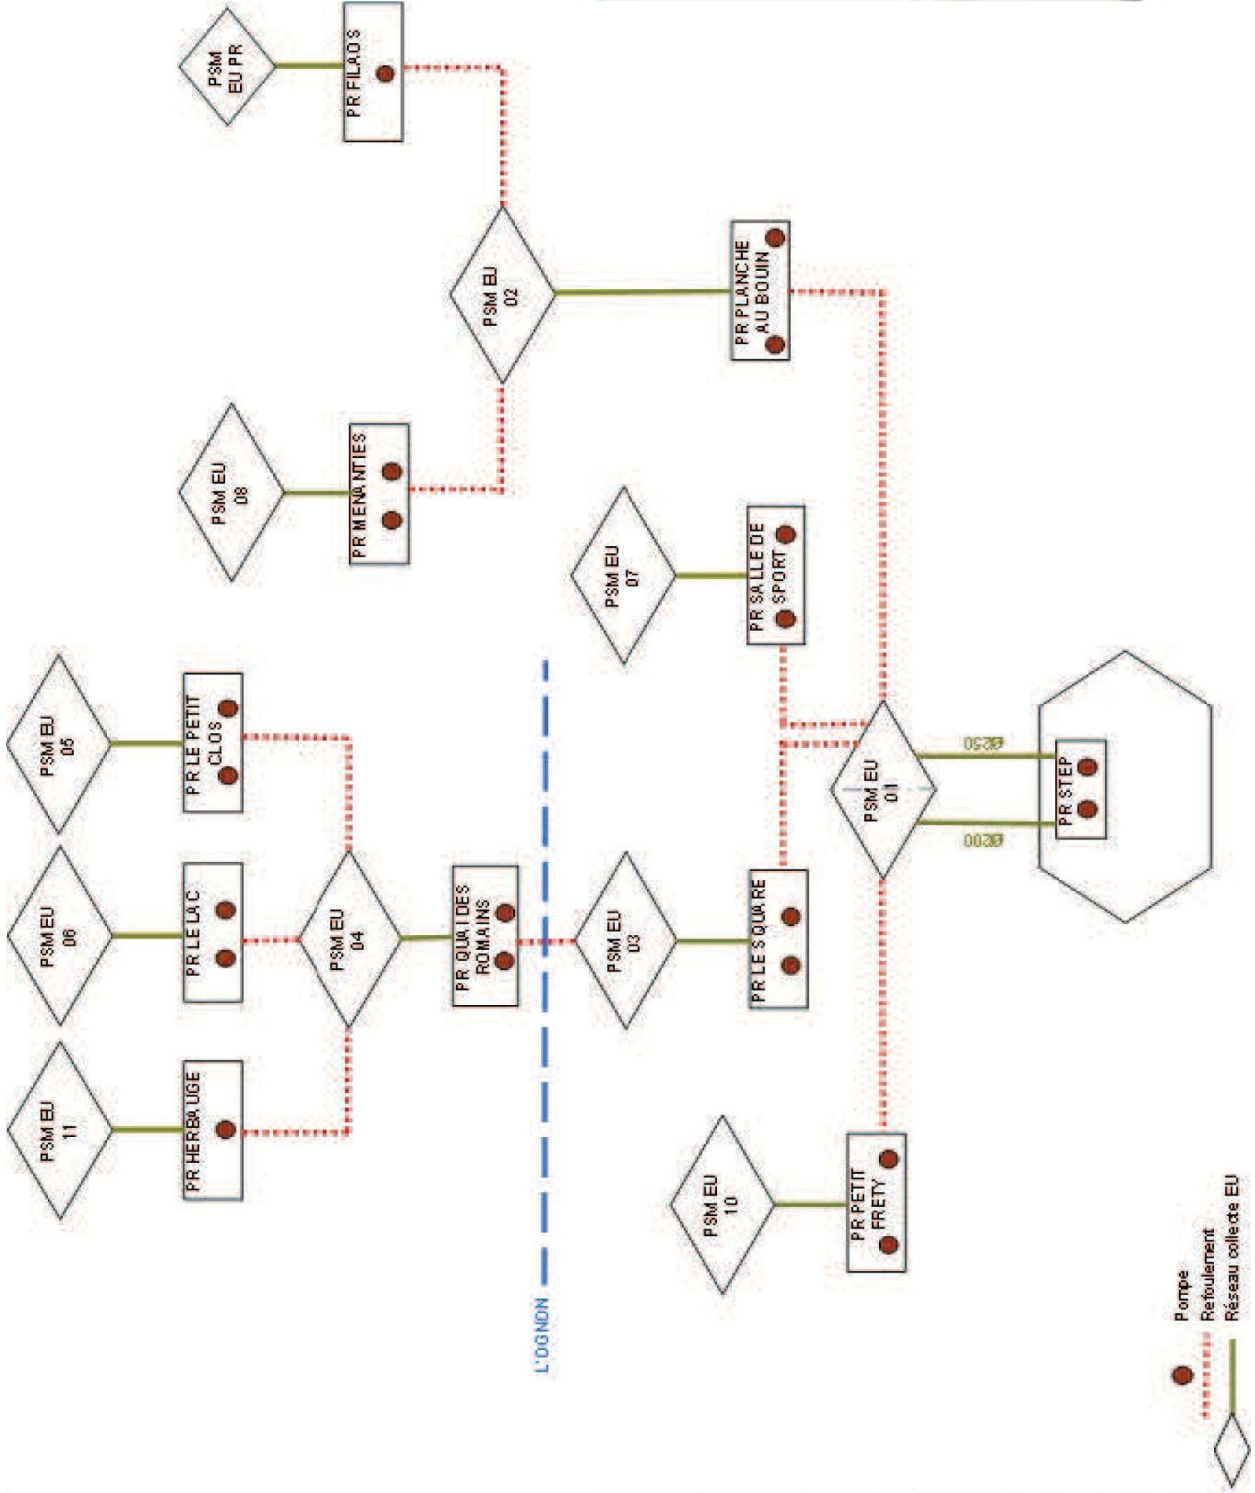 PSM EU
11
PSM EU
06
PSM EU
05
PSM EU
08
PSM
EU PR
PR HERBAUGE
PR LE LAC
PR LE PETIT
CLOS
PR MENANTIES
PR FILAOS
PSM EU
04
PSM EU
02
PR QUAI DES
ROMAINS
L'OGNON
PSM EU
03
PSM EU
07
PSM EU
10
PR LE SQUARE
PR SALLE DE
SPORT
PR PLANCHE
AU BOUIN
PR PETIT
FRETY
PSM EU
01
Ø200
Ø250
PR STEP
Pompe
Refoulement
Réseau collecte EU